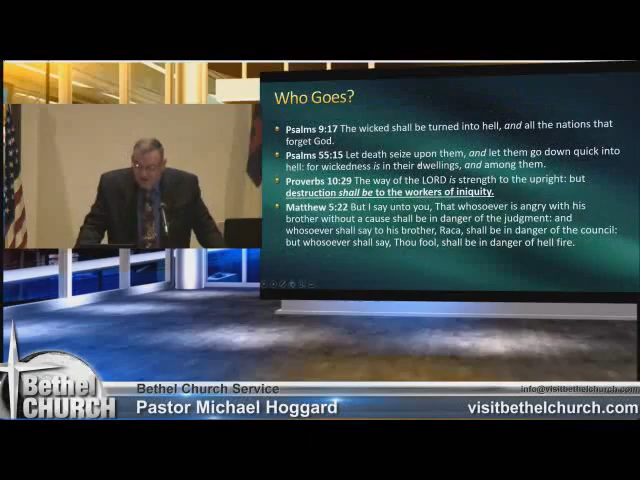 Who Goes?
Psalms 9:17 The wicked shall be turned into hell, and all the nations that
forget God.
Psalms 55:15 Let death seize upon them, and let them go down quick into
hell: for wickedness is in their dwellings, and among them.
Proverbs 10:29 The way of the LORD is strength to the upright: but
destruction shall be to the workers of iniquity.
Matthew 5:22 But I say unto you, That whosoever is angry with his
brother without a cause shall be in danger of the judgment: and
whosoever shall say to his brother, Raca, shall be in danger of the council:
but whosoever shall say, Thou fool, shall be in danger of hell fire.
Bethel
CHURCH
Bethel Church Service
info@visitbethelchurch.com
Pastor Michael Hoggard
visitbethelchurch.com